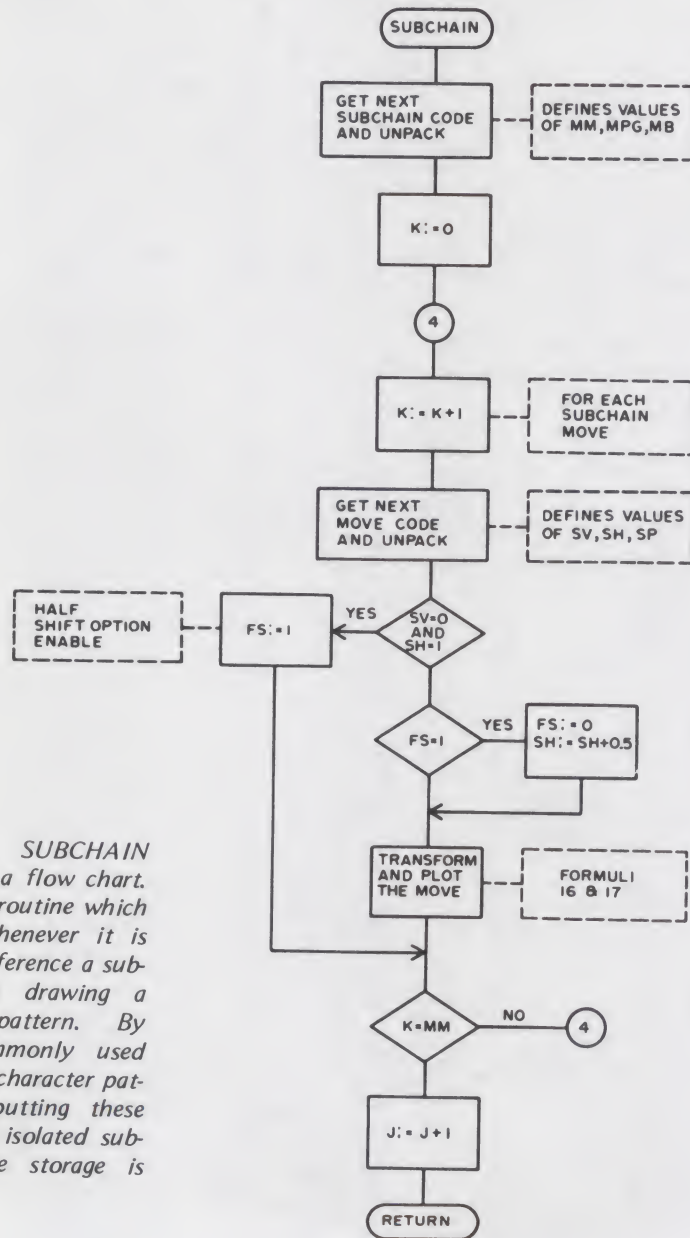 SUBCHAIN
GET NEXT
SUBCHAIN CODE
AND UNPACK
DEFINES VALUES
OF MM, MPG, MB
K:=0
4
K:=K+1
FOR EACH
SUBCHAIN
MOVE
GET NEXT
MOVE CODE
AND UNPACK
DEFINES VALUES
OF SV, SH, SP
HALF
SHIFT OPTION
ENABLE
FS:=1
YES
SV=0
AND
SH=1
FS=1
YES
FS:=0
SH:=SH+0.5
TRANSFORM
AND PLOT
THE MOVE
FORMULI
16 & 17
K=MM
NO
4
J:=J+1
RETURN
SUBCHAIN
a flow chart.
routine which
henever it is
ference a sub-
drawing a
pattern. By
mmonly used
character pat-
outting these
isolated sub-
e storage is